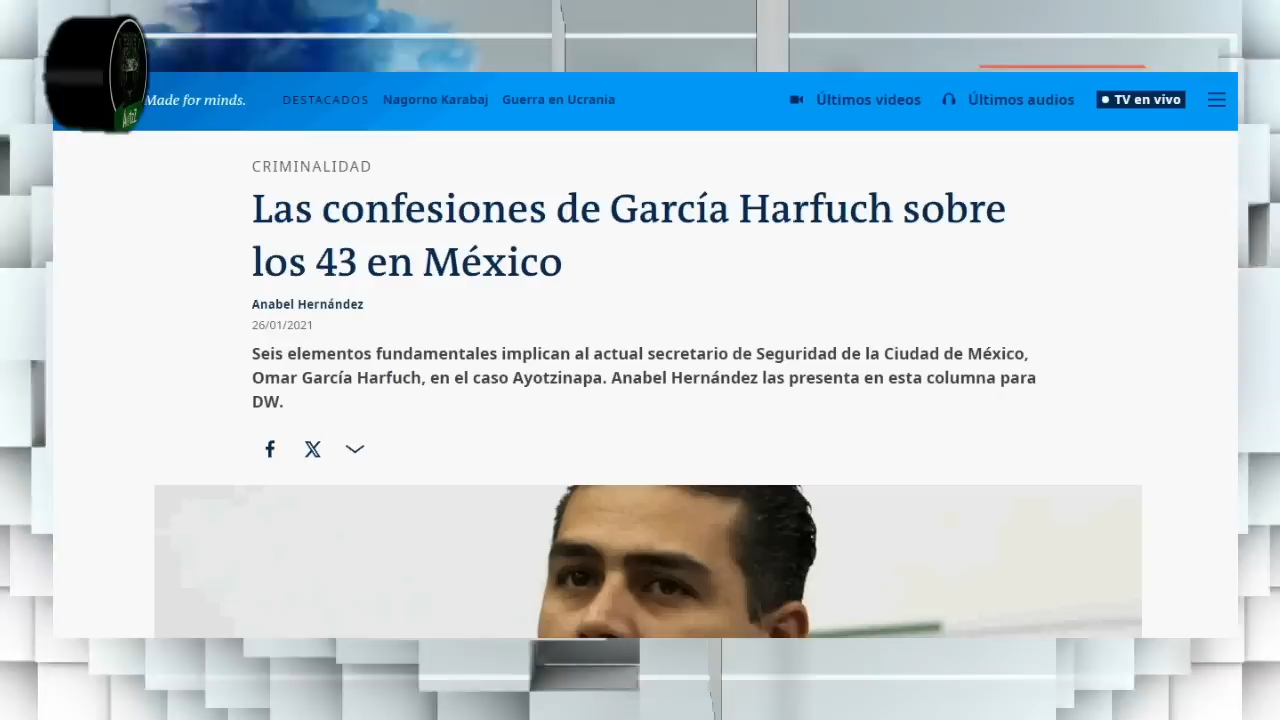 Made for minds.
DESTACADOS Nagorno Karabaj Guerra en Ucrania
Últimos videos Últimos audios TV en vivo
CRIMINALIDAD
Las confesiones de García Harfuch sobre
los 43 en México
Anabel Hernández
26/01/2021
Seis elementos fundamentales implican al actual secretario de Seguridad de la Ciudad de México,
Omar García Harfuch, en el caso Ayotzinapa. Anabel Hernández las presenta en esta columna para
DW.